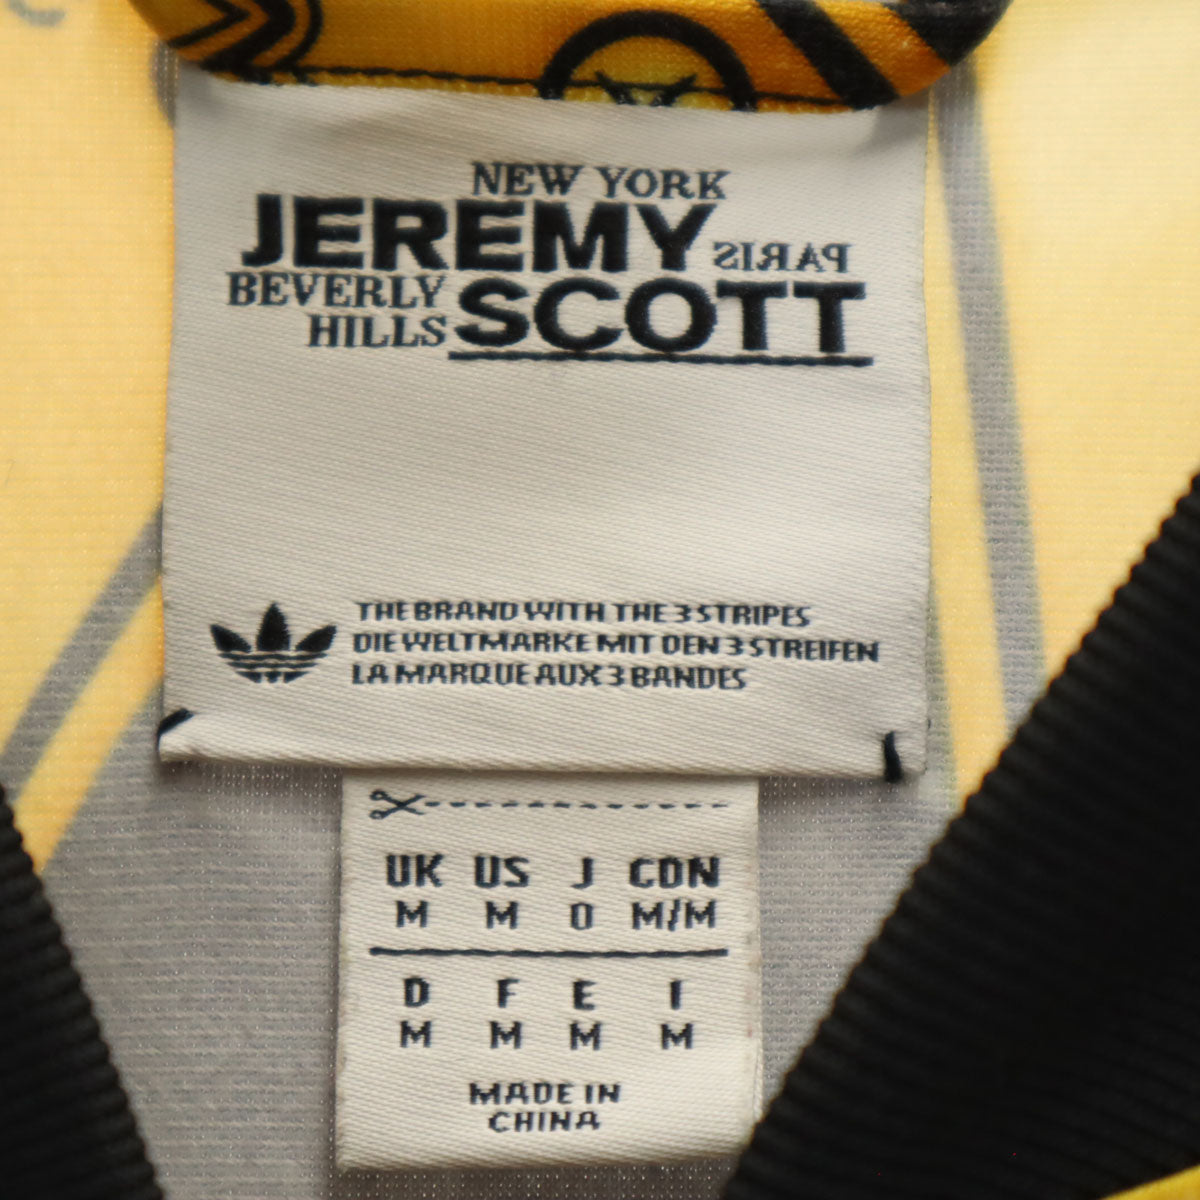 NEW YORK
JEREMY PARIS
BEVERLY HILLS SCOTT
THE BRAND WITH THE 3 STRIPES
DIE WELTMARKE MIT DEN 3 STREIFEN
LA MARQUE AUX 3 BANDES
UK US J CDN
M M O M/M
D F E I
M M M M
MADE IN
CHINA